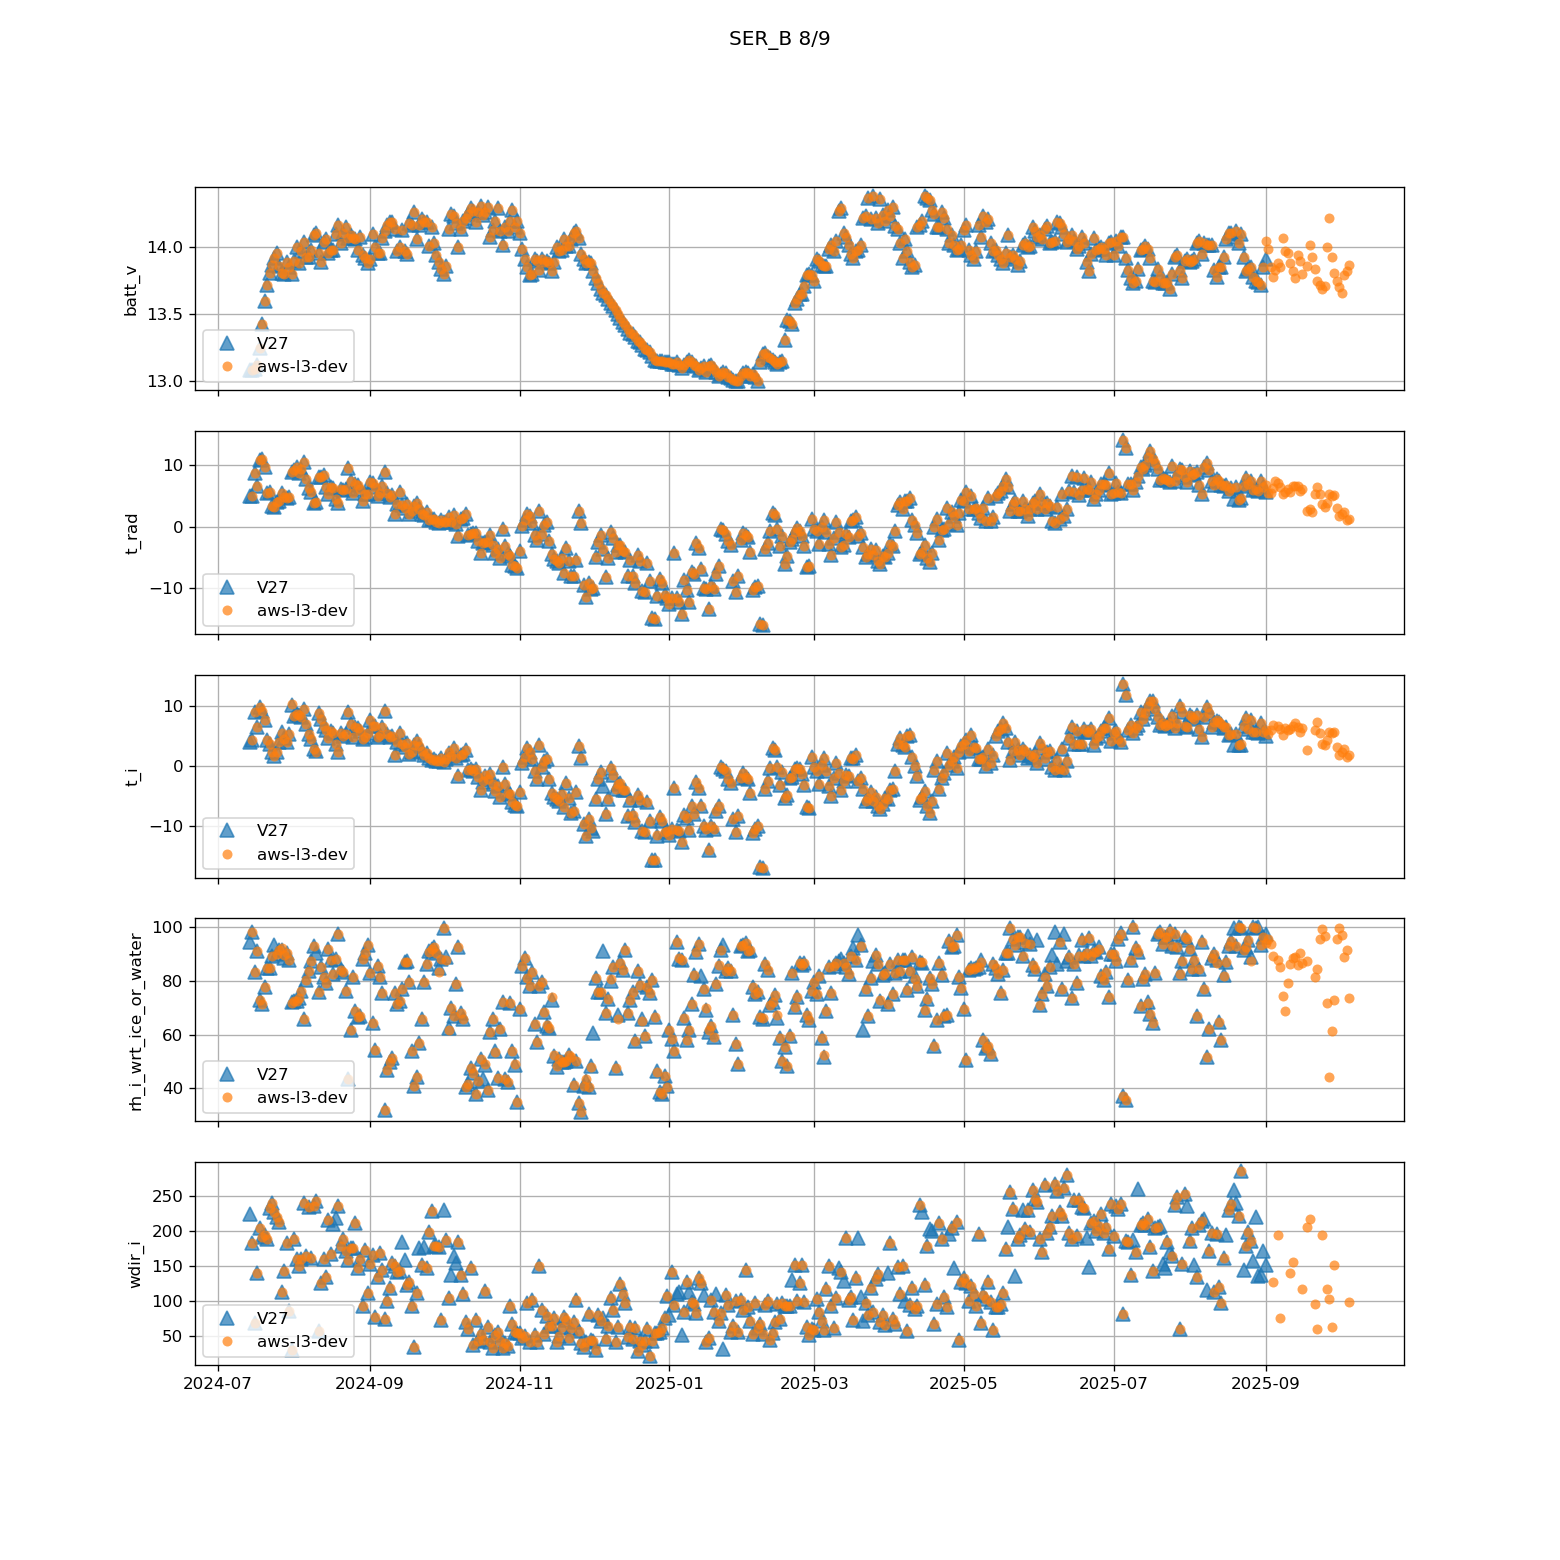 SER_B 8/9
14.0
13.5
13.0
batt_v
V27
aws-l3-dev
10
0
−10
t_rad
V27
aws-l3-dev
10
0
−10
t_i
V27
aws-l3-dev
100
80
60
40
rh_i_wrt_ice_or_water
V27
aws-l3-dev
250
200
150
100
50
wdir_i
V27
aws-l3-dev
2024-07 2024-09 2024-11 2025-01 2025-03 2025-05 2025-07 2025-09